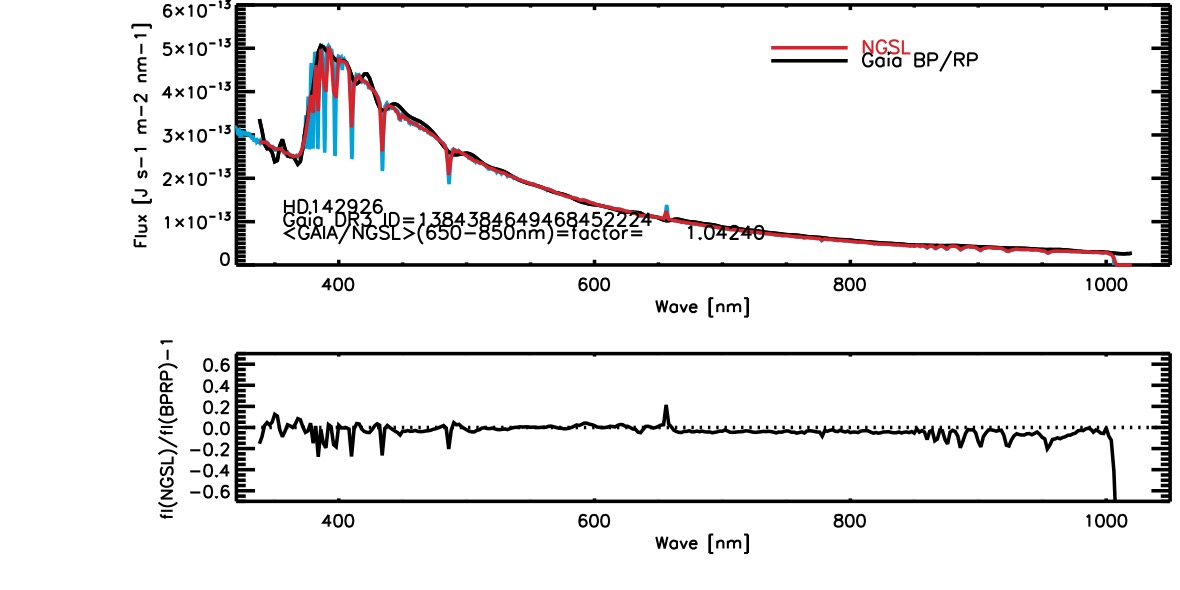 6×10−13
5×10−13
4×10−13
3×10−13
2×10−13
1×10−13
0
Flux [J s−1 m−2 nm−1]
NGSL
Gaia BP/RP
HD142926
Gaia DR3 ID=1384384649468452224
<GAIA/NGSL>(650−850nm)=factor= 1.04240
400 600 800 1000
Wave [nm]
fl(NGSL)/fl(BPRP)−1
0.6
0.4
0.2
0.0
−0.2
−0.4
−0.6
400 600 800 1000
Wave [nm]